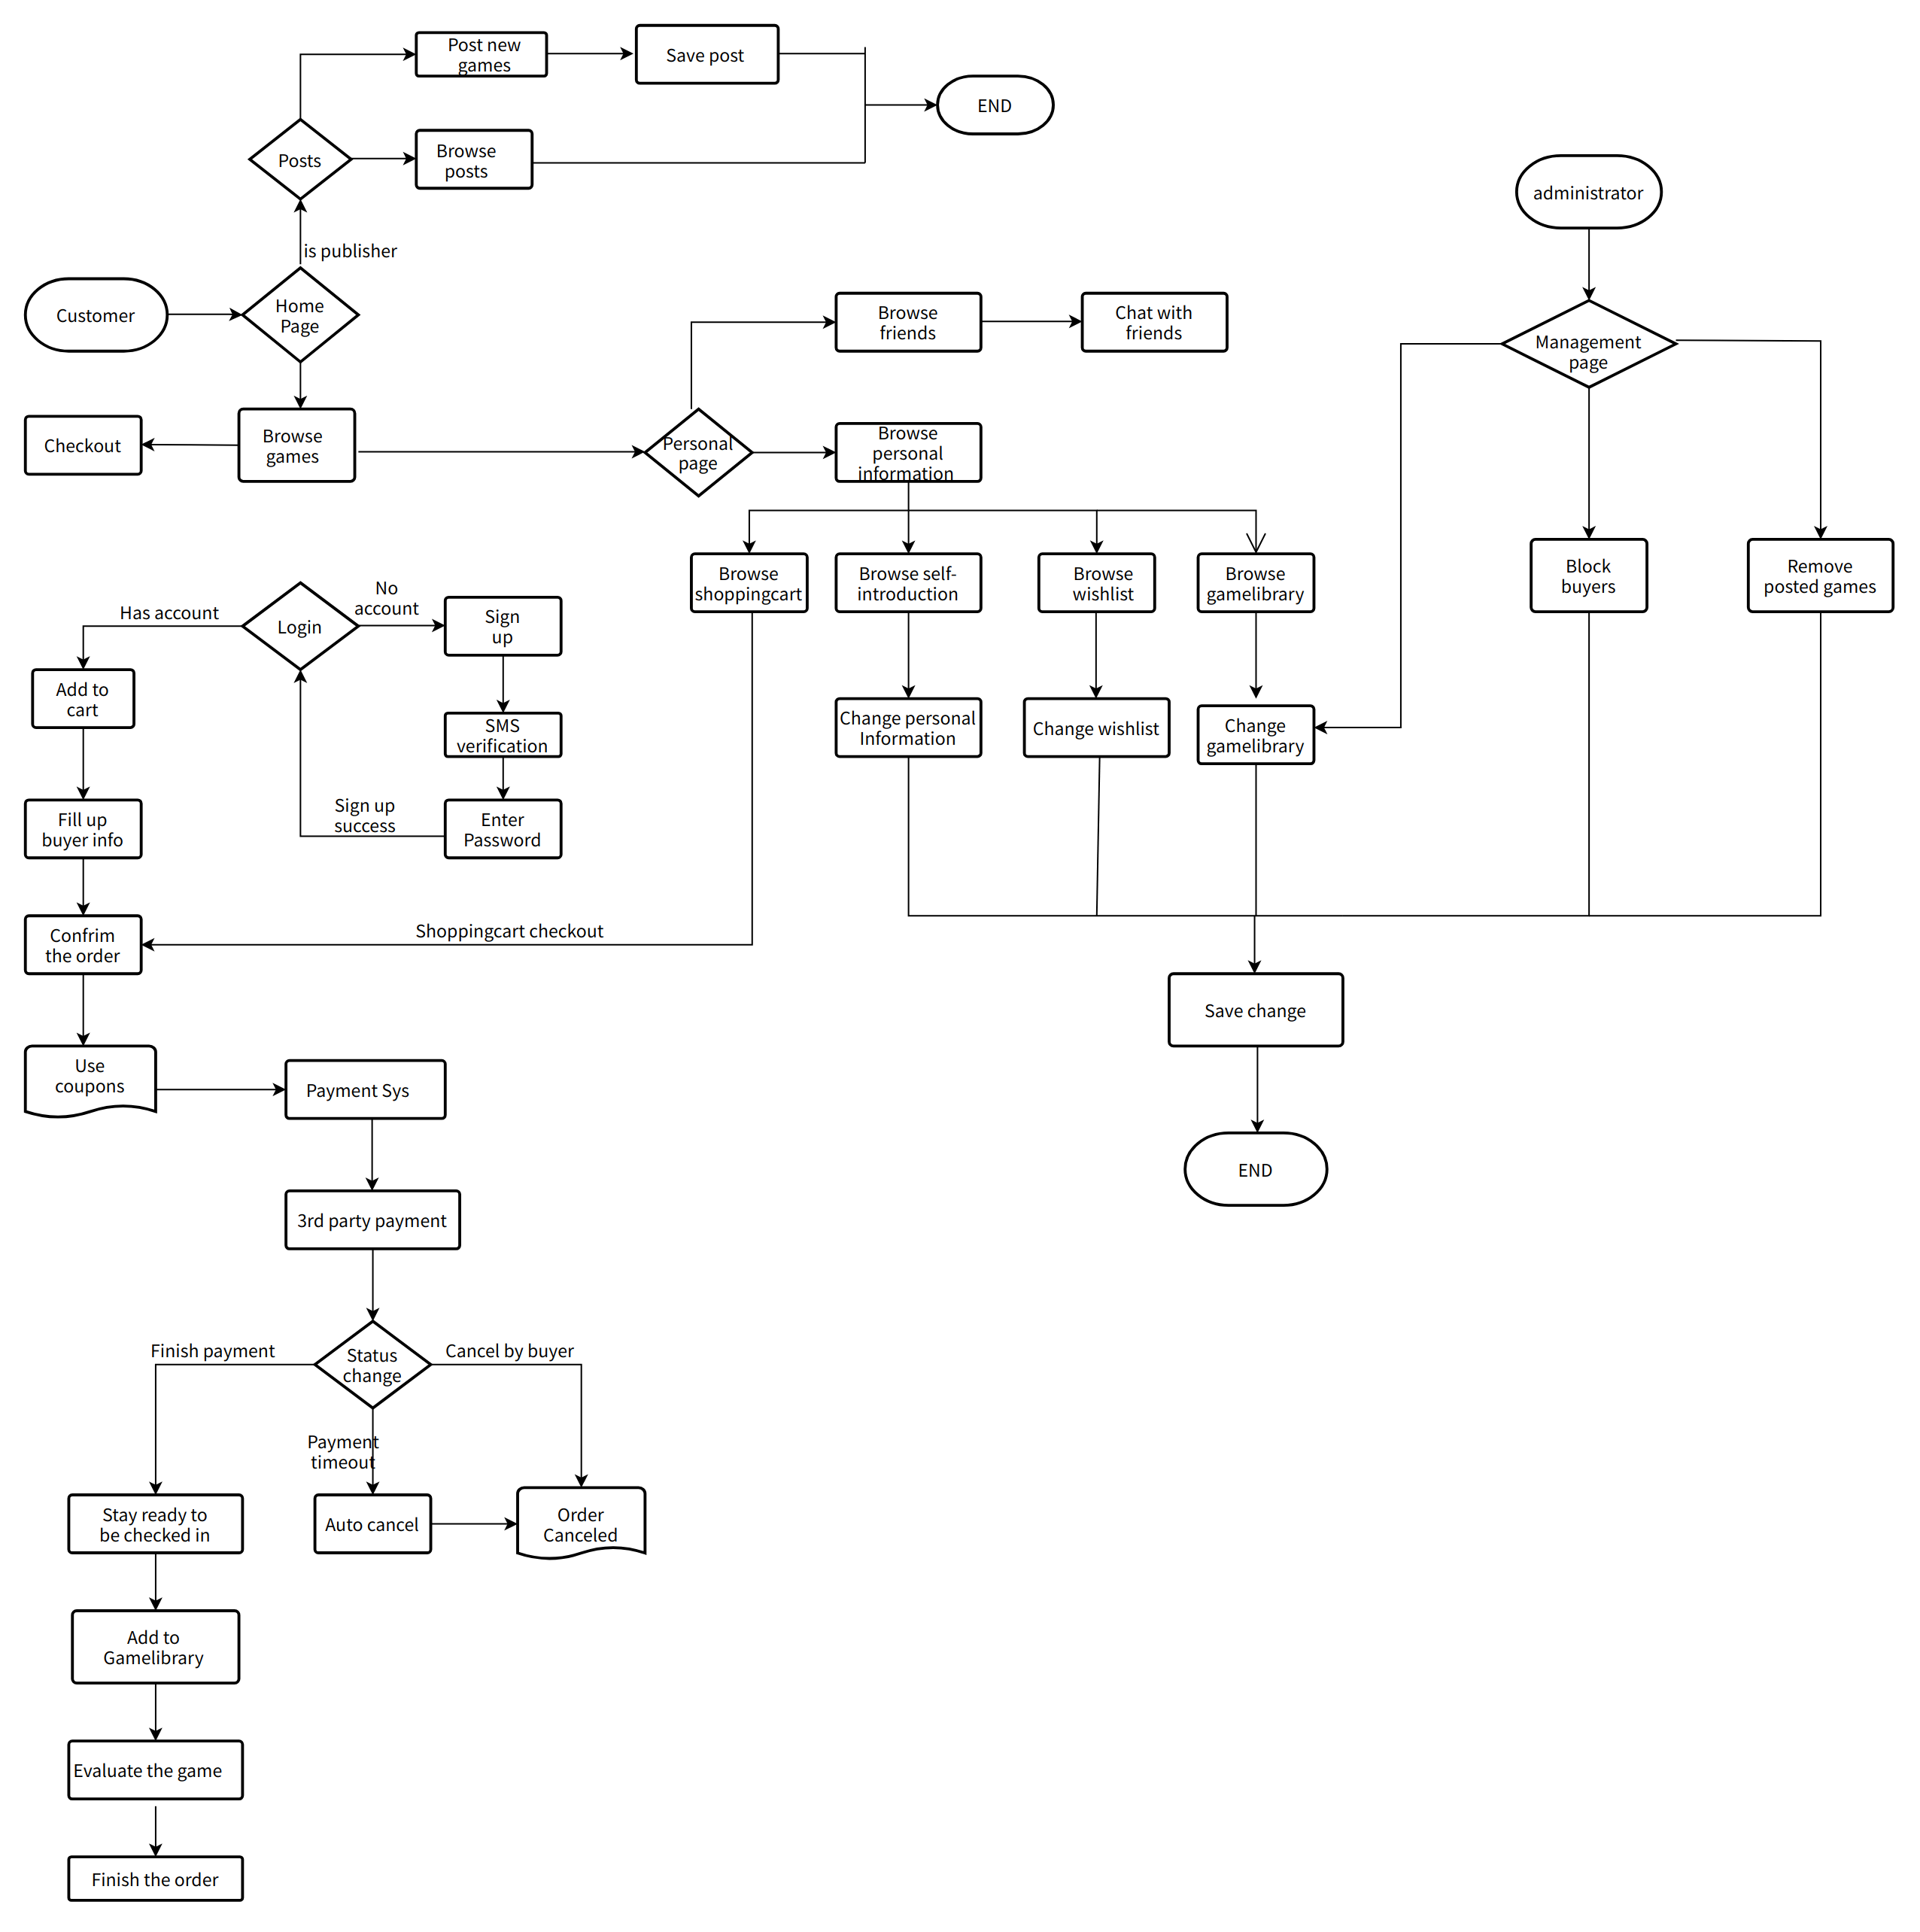 Post new
games
Save post
END
Posts
Browse
posts
is publisher
administrator
Customer
Home
Page
Browse
friends
Chat with
friends
Management
page
Checkout
Browse
games
Personal
page
Browse
personal
information
Browse
shoppingcart
Browse self-
introduction
Browse
wishlist
Browse
gamelibrary
Block
buyers
Remove
posted games
Has account
Login
No
account
Sign
up
Add to
cart
SMS
verification
Change personal
Information
Change wishlist
Change
gamelibrary
Fill up
buyer info
Sign up
success
Enter
Password
Confrim
the order
Shoppingcart checkout
Save change
Use
coupons
Payment Sys
END
3rd party payment
Finish payment
Status
change
Cancel by buyer
Payment
timeout
Stay ready to
be checked in
Auto cancel
Order
Canceled
Add to
Gamelibrary
Evaluate the game
Finish the order